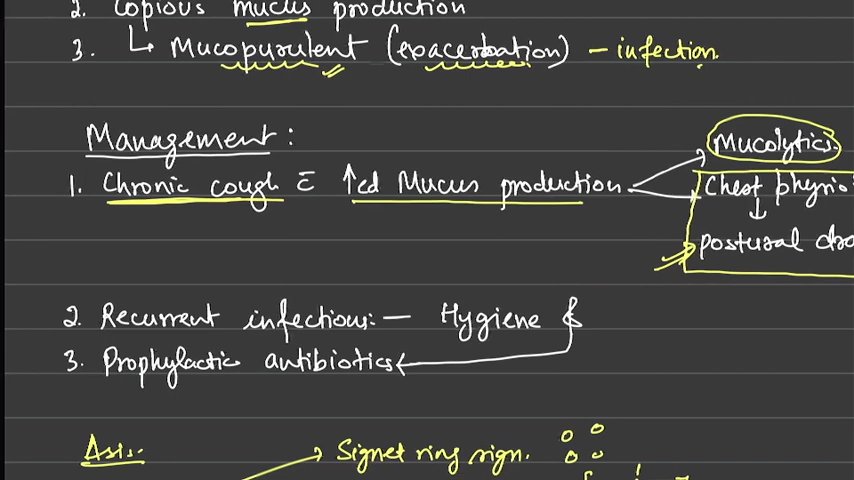 2. Copious mucus production
3. ↳ Mucopurulent (exacerbation) – infection.
Management :
1. Chronic cough c̄ ↑ed Mucus production → Mucolytics.
→ Chest physio
↓
postural dra
2. Recurrent infections: — Hygiene &
3. Prophylactic antibiotics ←
→ Signet ring sign.